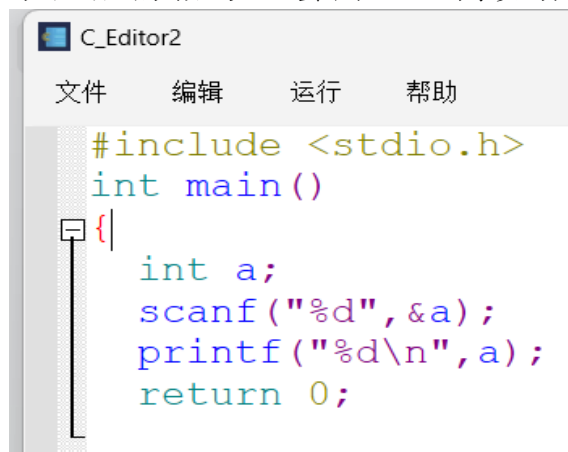 C_Editor2
文件 编辑 运行 帮助
#include <stdio.h>
int main()
{
int a;
scanf("%d",&a);
printf("%d\n",a);
return 0;